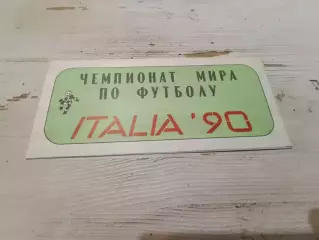 ЧЕМПИОНАТ МИРА
ПО ФУТБОЛУ
ITALIA '90